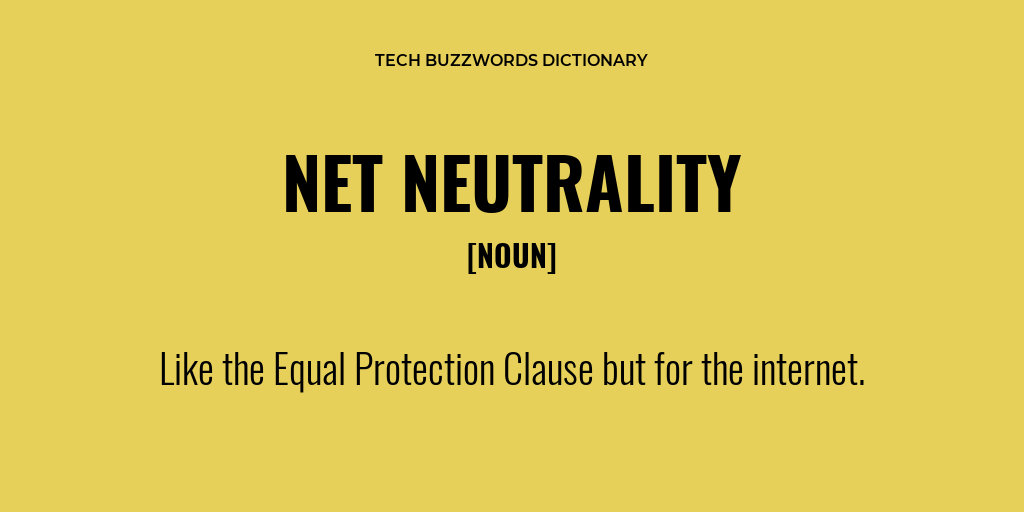 TECH BUZZWORDS DICTIONARY
NET NEUTRALITY
[NOUN]
Like the Equal Protection Clause but for the internet.